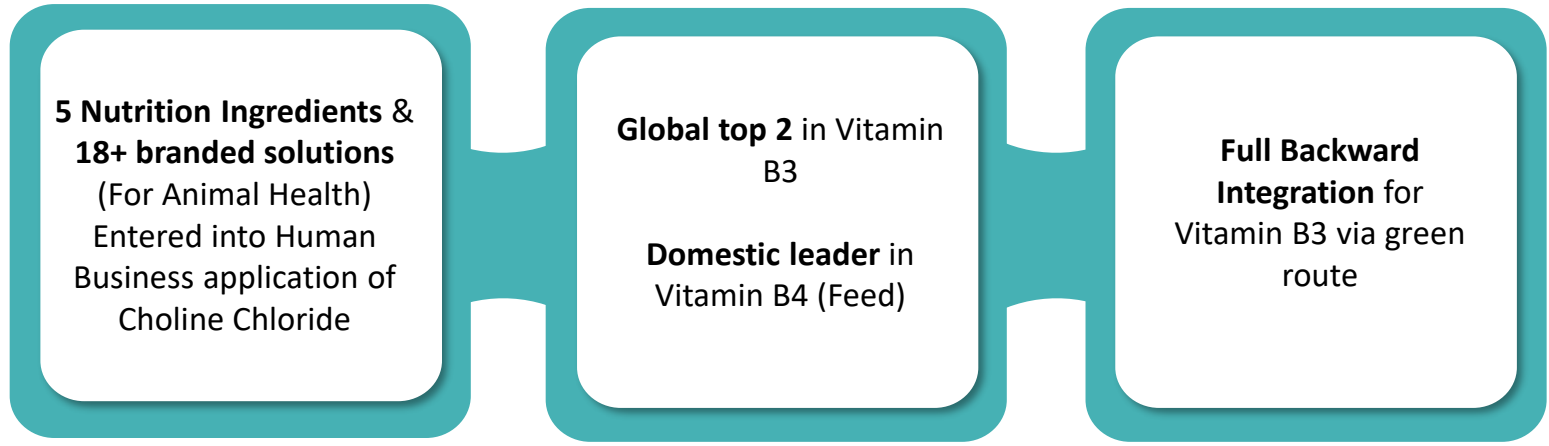 5 Nutrition Ingredients &
18+ branded solutions
(For Animal Health)
Entered into Human
Business application of
Choline Chloride
Global top 2 in Vitamin
B3
Domestic leader in
Vitamin B4 (Feed)
Full Backward
Integration for
Vitamin B3 via green
route